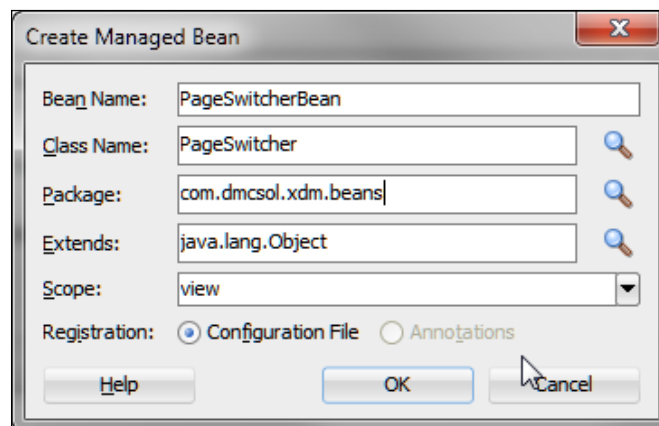 Create Managed Bean
X
Bean Name: PageSwitcherBean
Class Name: PageSwitcher
Package: com.dmcsol.xdm.beans
Extends: java.lang.Object
Scope: view
Registration: Configuration File Annotations
Help OK Cancel